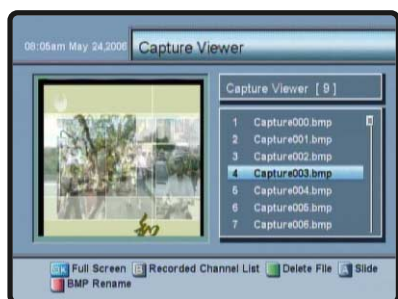 08:05am May 24,2006
Capture Viewer
Capture Viewer [ 9 ]
1 Capture000.bmp
2 Capture001.bmp
3 Capture002.bmp
4 Capture003.bmp
5 Capture004.bmp
6 Capture005.bmp
7 Capture006.bmp
和
OK Full Screen Recorded Channel List Delete File Slide
BMP Rename